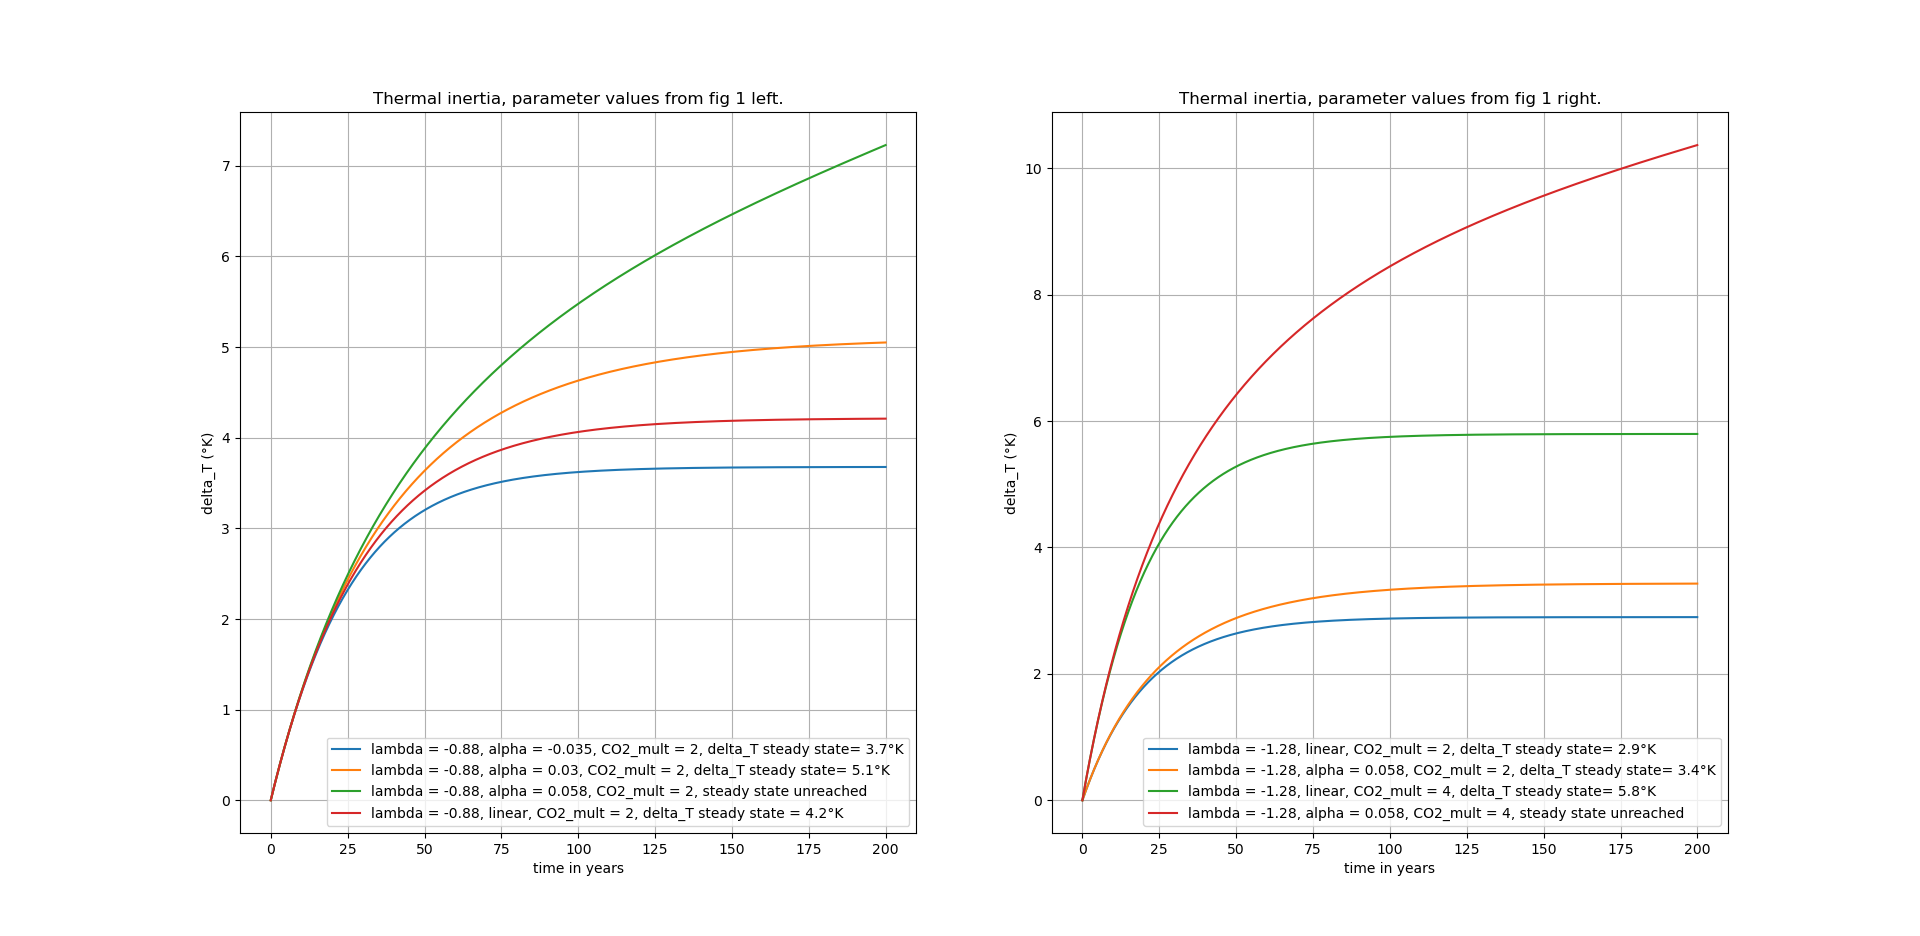 Thermal inertia, parameter values from fig 1 left.
delta_T (°K)
7
6
5
4
3
2
1
0
lambda = -0.88, alpha = -0.035, CO2_mult = 2, delta_T steady state= 3.7°K
lambda = -0.88, alpha = 0.03, CO2_mult = 2, delta_T steady state= 5.1°K
lambda = -0.88, alpha = 0.058, CO2_mult = 2, steady state unreached
lambda = -0.88, linear, CO2_mult = 2, delta_T steady state = 4.2°K
0 25 50 75 100 125 150 175 200
time in years
Thermal inertia, parameter values from fig 1 right.
delta_T (°K)
10
8
6
4
2
0
lambda = -1.28, linear, CO2_mult = 2, delta_T steady state= 2.9°K
lambda = -1.28, alpha = 0.058, CO2_mult = 2, delta_T steady state= 3.4°K
lambda = -1.28, linear, CO2_mult = 4, delta_T steady state= 5.8°K
lambda = -1.28, alpha = 0.058, CO2_mult = 4, steady state unreached
0 25 50 75 100 125 150 175 200
time in years